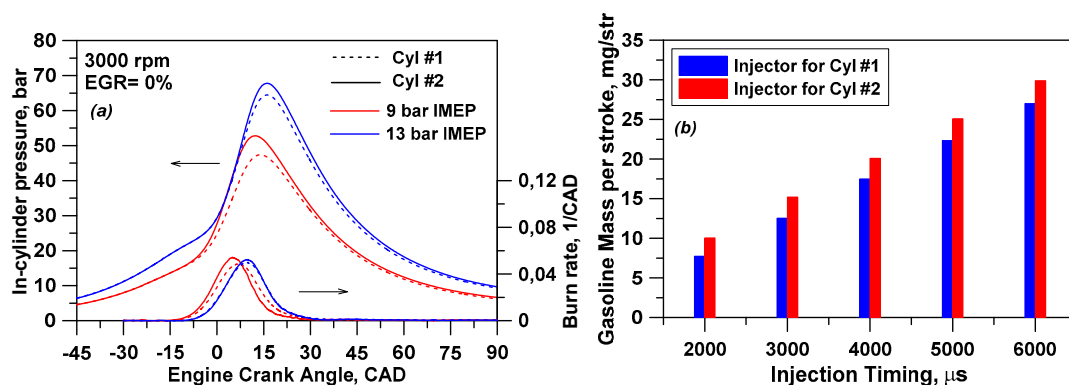 3000 rpm
EGR= 0%
(a)
Cyl #1
Cyl #2
9 bar IMEP
13 bar IMEP
In-cylinder pressure, bar
80
70
60
50
40
30
20
10
0
Burn rate, 1/CAD
0,12
0,08
0,04
0
-45 -30 -15 0 15 30 45 60 75 90
Engine Crank Angle, CAD
Gasoline Mass per stroke, mg/str
35
30
25
20
15
10
5
0
Injector for Cyl #1
Injector for Cyl #2
(b)
2000 3000 4000 5000 6000
Injection Timing, μs